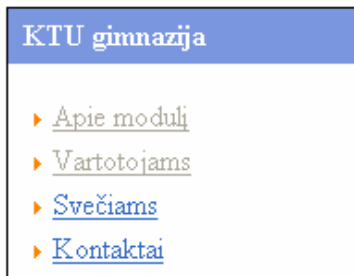 KTU gimnazija
Apie modulį
Vartotojams
Svečiams
Kontaktai